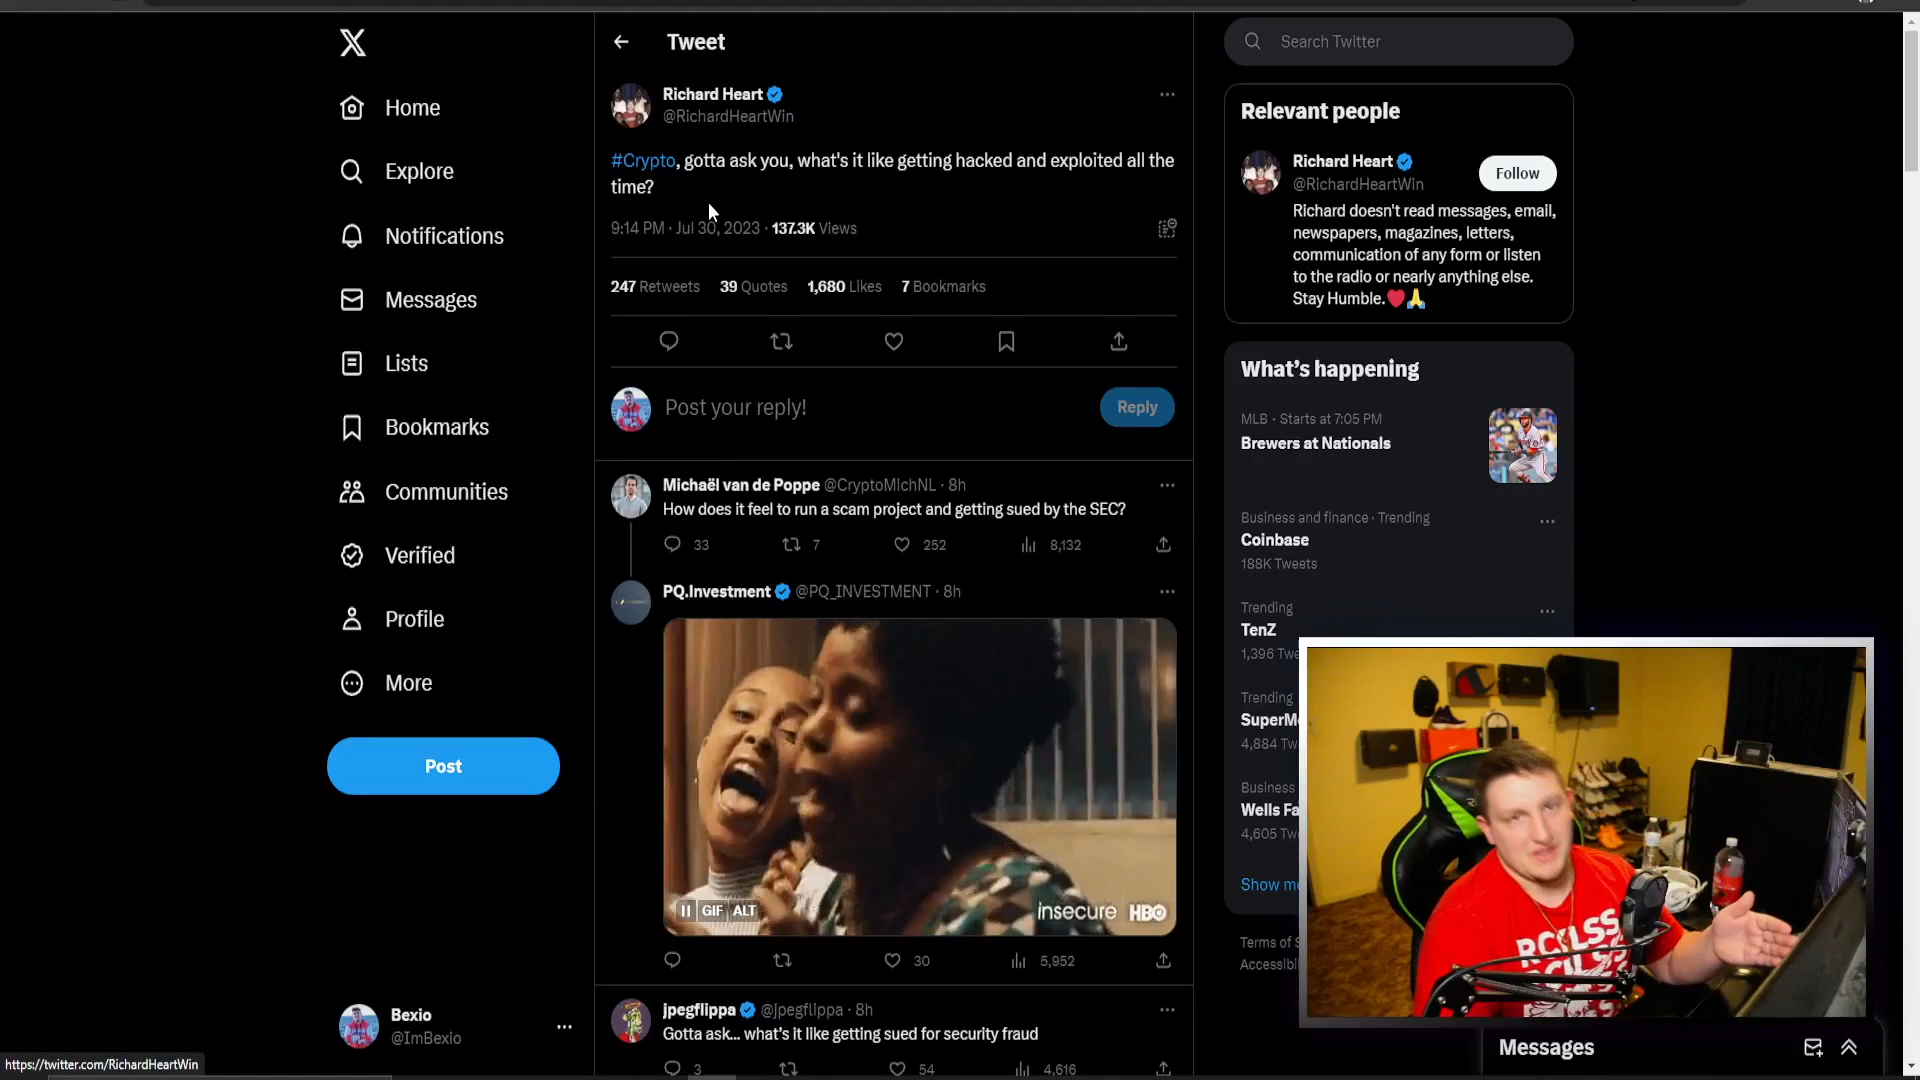 Tweet
Search Twitter
Home
Explore
Notifications
Messages
Lists
Bookmarks
Communities
Verified
Profile
More
Post
Bexio
@ImBexio
https://twitter.com/RichardHeartWin
Richard Heart
@RichardHeartWin
#Crypto, gotta ask you, what's it like getting hacked and exploited all the
time?
9:14 PM · Jul 30, 2023 · 137.3K Views
247 Retweets 39 Quotes 1,680 Likes 7 Bookmarks
Post your reply!
Reply
Michaël van de Poppe @CryptoMichNL · 8h
How does it feel to run a scam project and getting sued by the SEC?
33 7 252 8,132
PQ.Investment @PQ_INVESTMENT · 8h
GIF ALT
insecure HBO
30 5,952
jpegflippa @jpegflippa · 8h
Gotta ask... what's it like getting sued for security fraud
3 54 4,616
Relevant people
Richard Heart
@RichardHeartWin
Follow
Richard doesn't read messages, email,
newspapers, magazines, letters,
communication of any form or listen
to the radio or nearly anything else.
Stay Humble.❤️🙏
What's happening
MLB · Starts at 7:05 PM
Brewers at Nationals
Business and finance · Trending
Coinbase
188K Tweets
Trending
TenZ
1,396 Twe
Trending
SuperM
4,884 Tw
Business
Wells Fa
4,605 Tw
Show m
Terms of S
Accessibil
RCKLSS
Messages